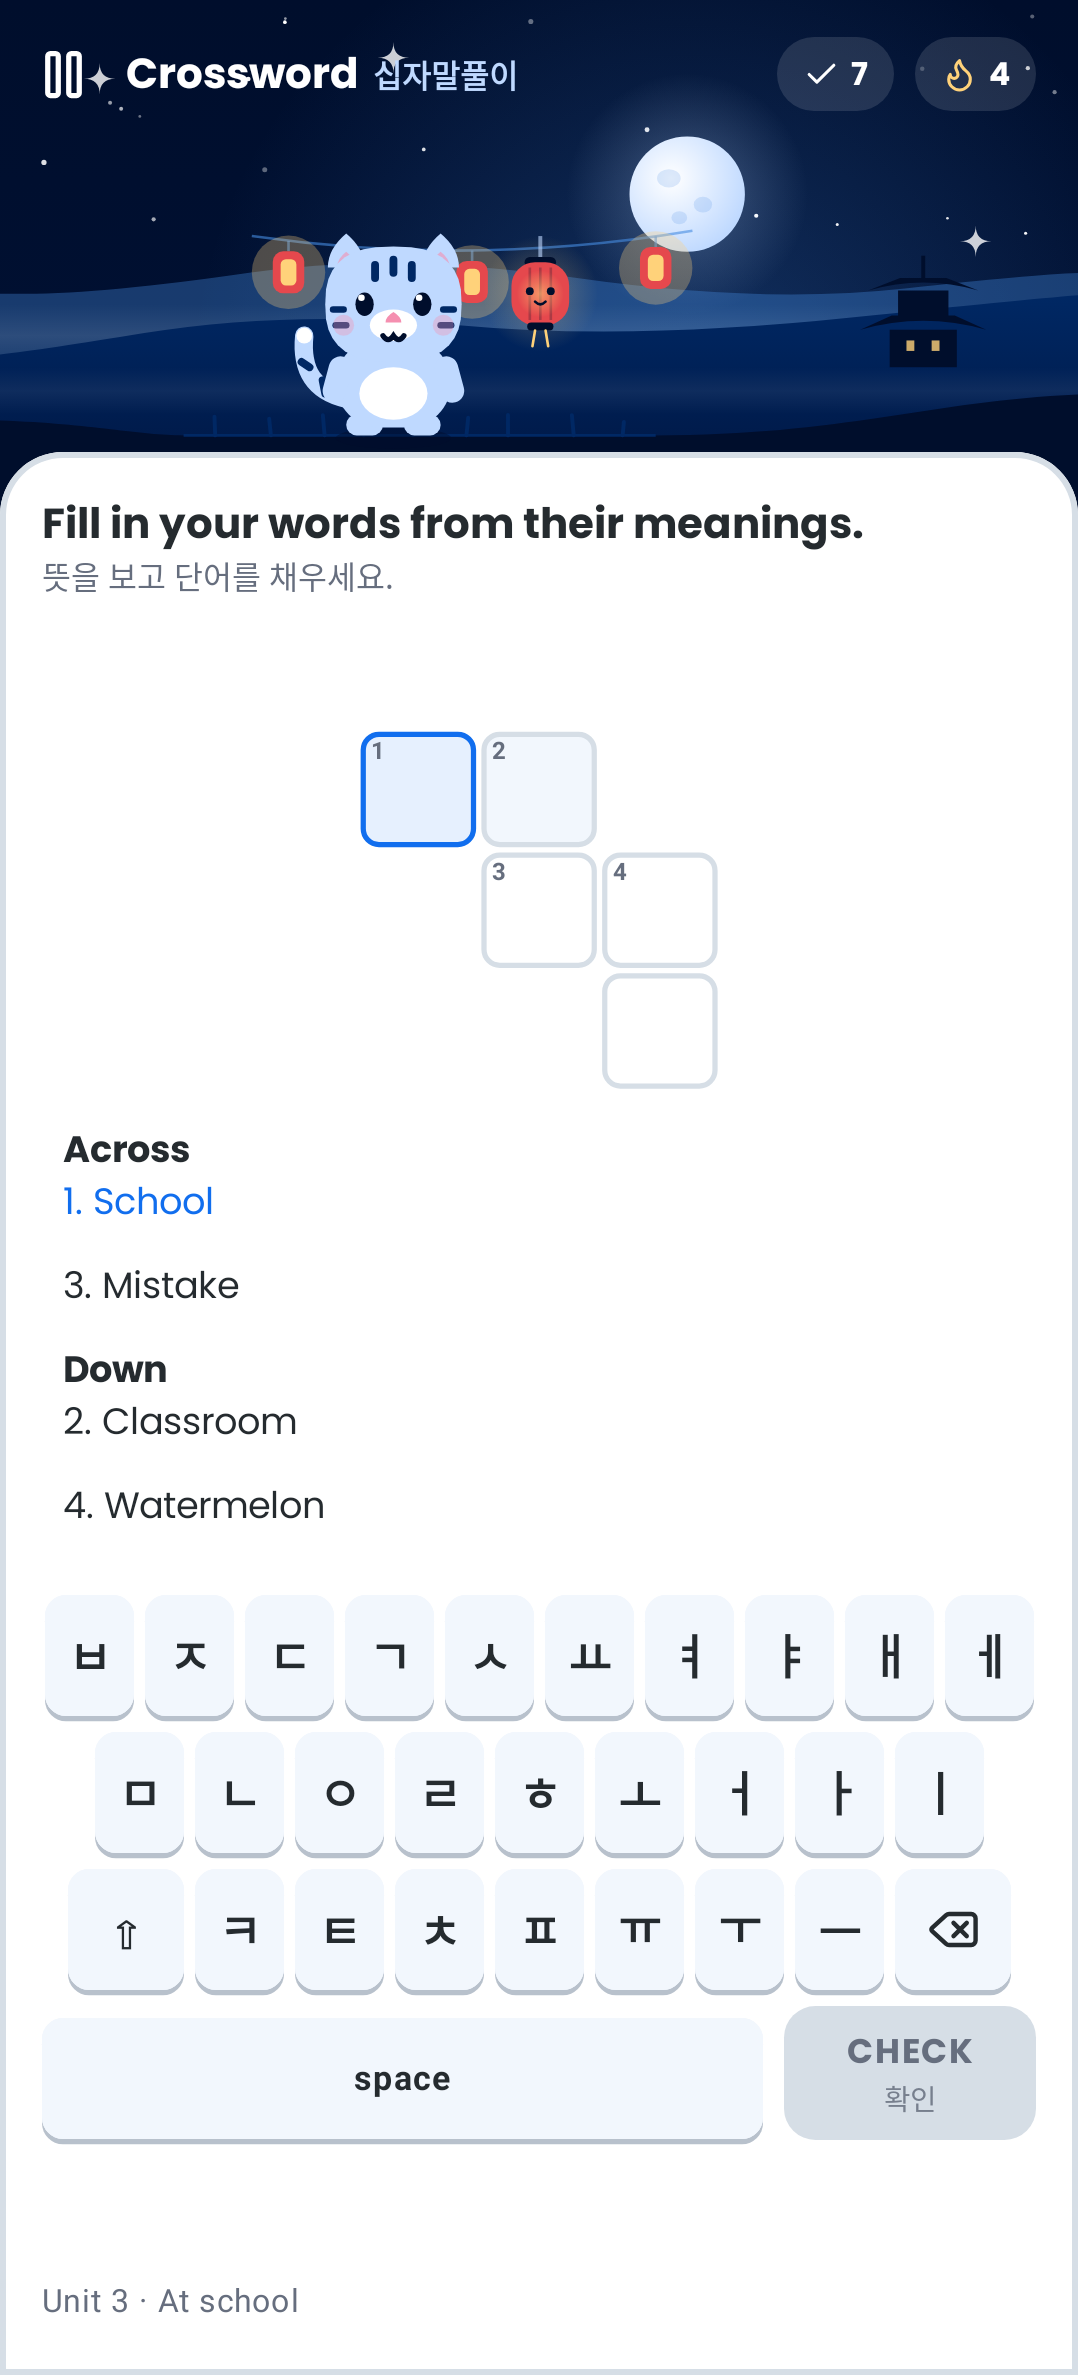 Crossword 십자말풀이 7 4
Fill in your words from their meanings.
뜻을 보고 단어를 채우세요.
1 2
3 4
Across
1. School
3. Mistake
Down
2. Classroom
4. Watermelon
ㅂ ㅈ ㄷ ㄱ ㅅ ㅛ ㅕ ㅑ ㅐ ㅔ
ㅁ ㄴ ㅇ ㄹ ㅎ ㅗ ㅓ ㅏ ㅣ
⇧ ㅋ ㅌ ㅊ ㅍ ㅠ ㅜ ㅡ
space
CHECK
확인
Unit 3 · At school